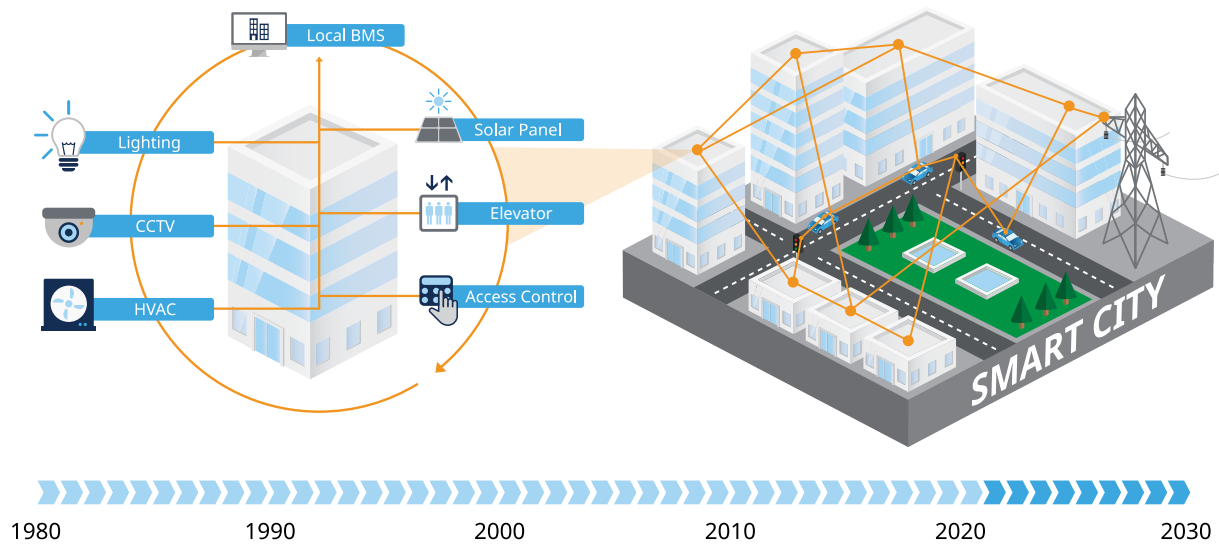 Local BMS
Lighting
Solar Panel
CCTV
Elevator
HVAC
Access Control
SMART CITY
1980
1990
2000
2010
2020
2030